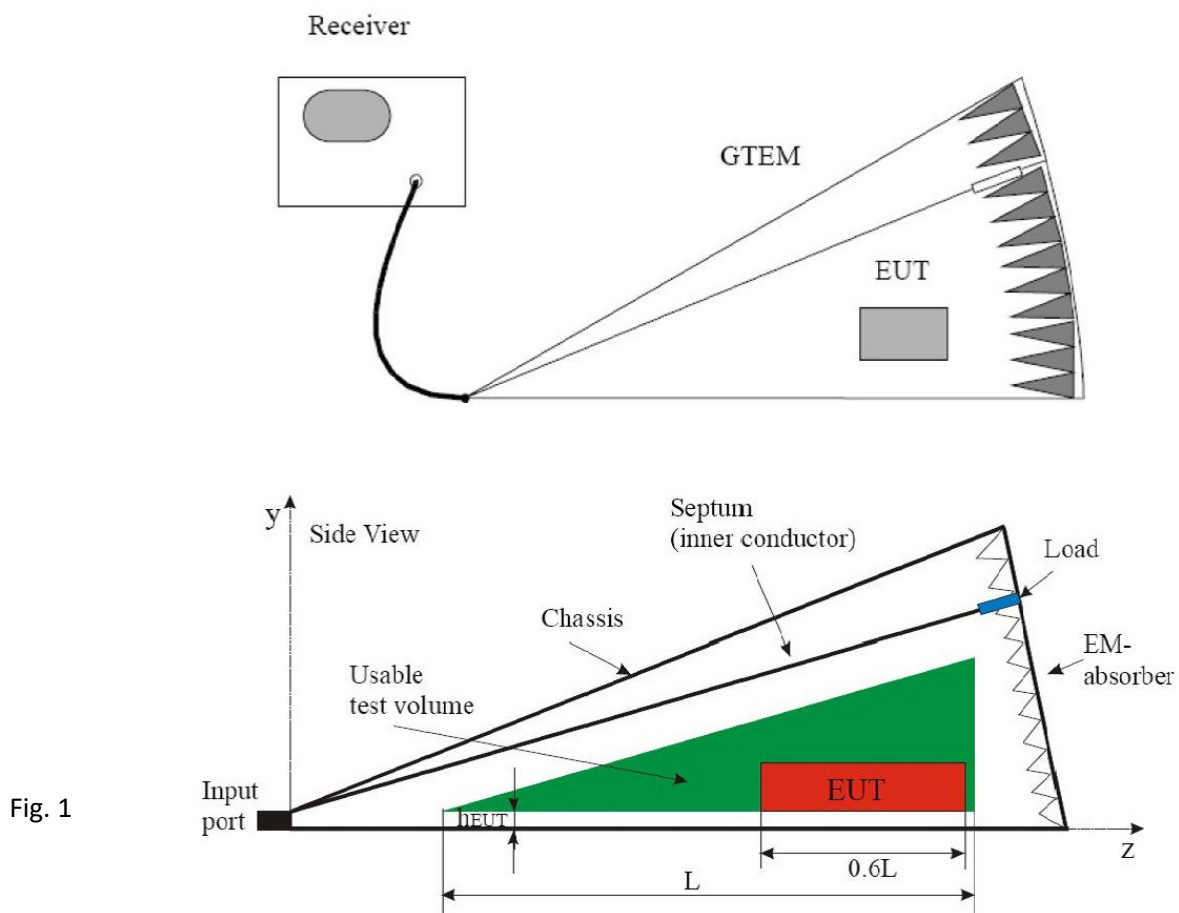 Receiver
GTEM
EUT
y
Side View
Septum
(inner conductor)
Load
Chassis
EM-
absorber
Usable
test volume
Input
port
EUT
hEUT
z
0.6L
L
Fig. 1